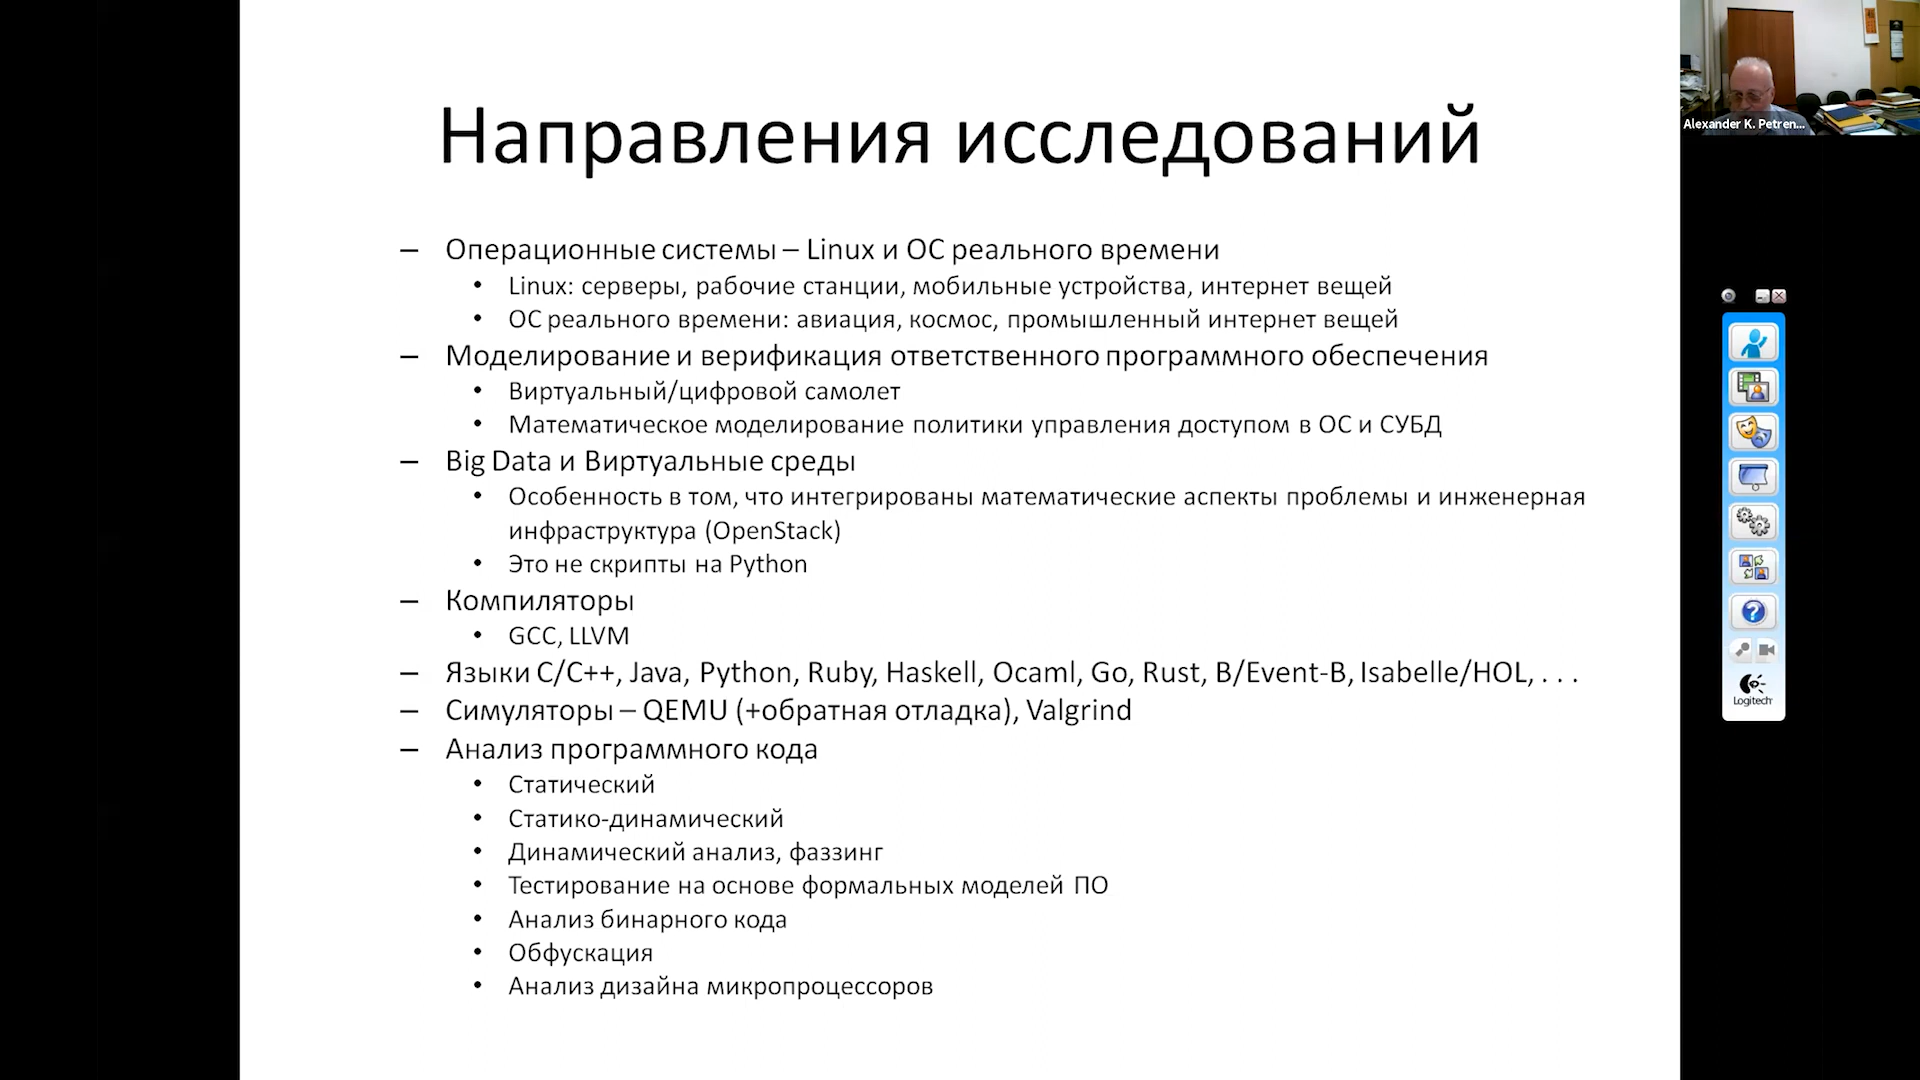 Направления исследований
– Операционные системы – Linux и ОС реального времени
• Linux: серверы, рабочие станции, мобильные устройства, интернет вещей
• ОС реального времени: авиация, космос, промышленный интернет вещей
– Моделирование и верификация ответственного программного обеспечения
• Виртуальный/цифровой самолет
• Математическое моделирование политики управления доступом в ОС и СУБД
– Big Data и Виртуальные среды
• Особенность в том, что интегрированы математические аспекты проблемы и инженерная
инфраструктура (OpenStack)
• Это не скрипты на Python
– Компиляторы
• GCC, LLVM
– Языки C/C++, Java, Python, Ruby, Haskell, Ocaml, Go, Rust, B/Event-B, Isabelle/HOL, . . .
– Симуляторы – QEMU (+обратная отладка), Valgrind
– Анализ программного кода
• Статический
• Статико-динамический
• Динамический анализ, фаззинг
• Тестирование на основе формальных моделей ПО
• Анализ бинарного кода
• Обфускация
• Анализ дизайна микропроцессоров
Alexander K. Petren...
Logitech